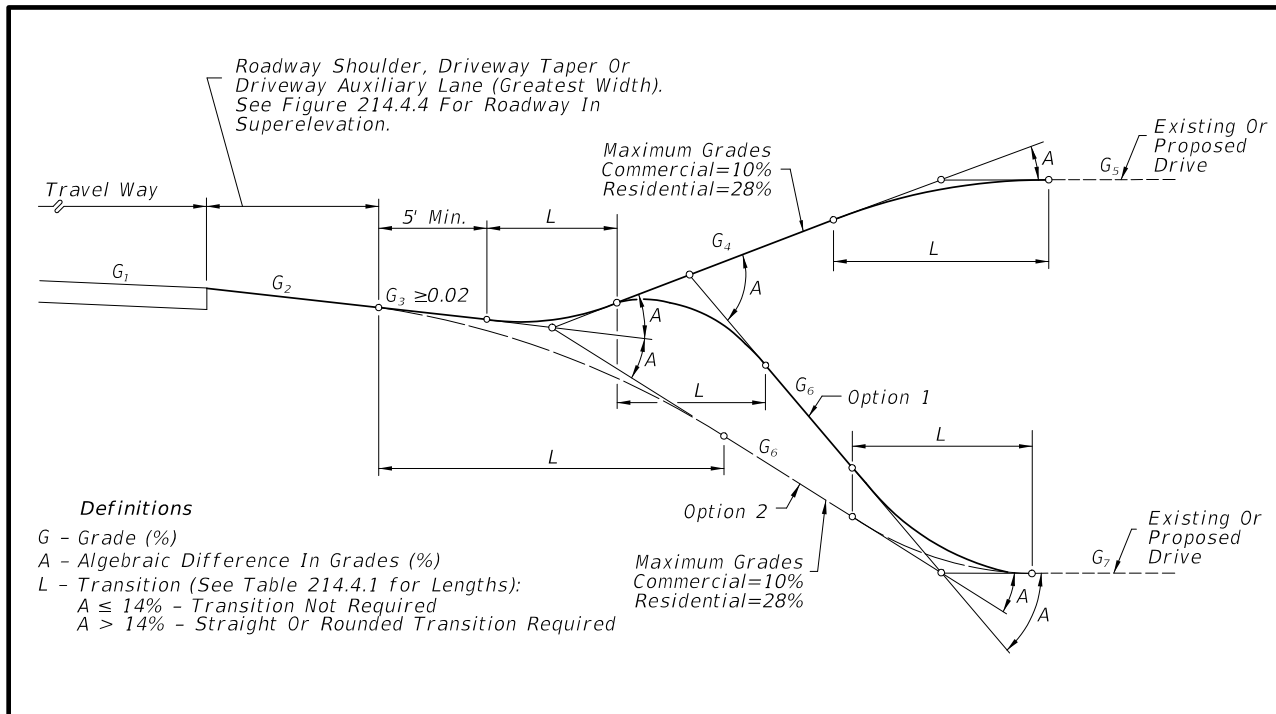 Roadway Shoulder, Driveway Taper Or
Driveway Auxiliary Lane (Greatest Width).
See Figure 214.4.4 For Roadway In
Superelevation.
Existing Or
Proposed
Drive
Maximum Grades
Commercial=10%
Residential=28%
A
G₅
Travel Way
5' Min.
L
G₄
L
G₁
G₂
G₃ ≥0.02
A
A
A
L
G₆
Option 1
L
L
G₆
Option 2
Definitions
G – Grade (%)
A – Algebraic Difference In Grades (%)
L – Transition (See Table 214.4.1 for Lengths):
A ≤ 14% – Transition Not Required
A > 14% – Straight Or Rounded Transition Required
Maximum Grades
Commercial=10%
Residential=28%
Existing Or
Proposed
Drive
G₇
A
A